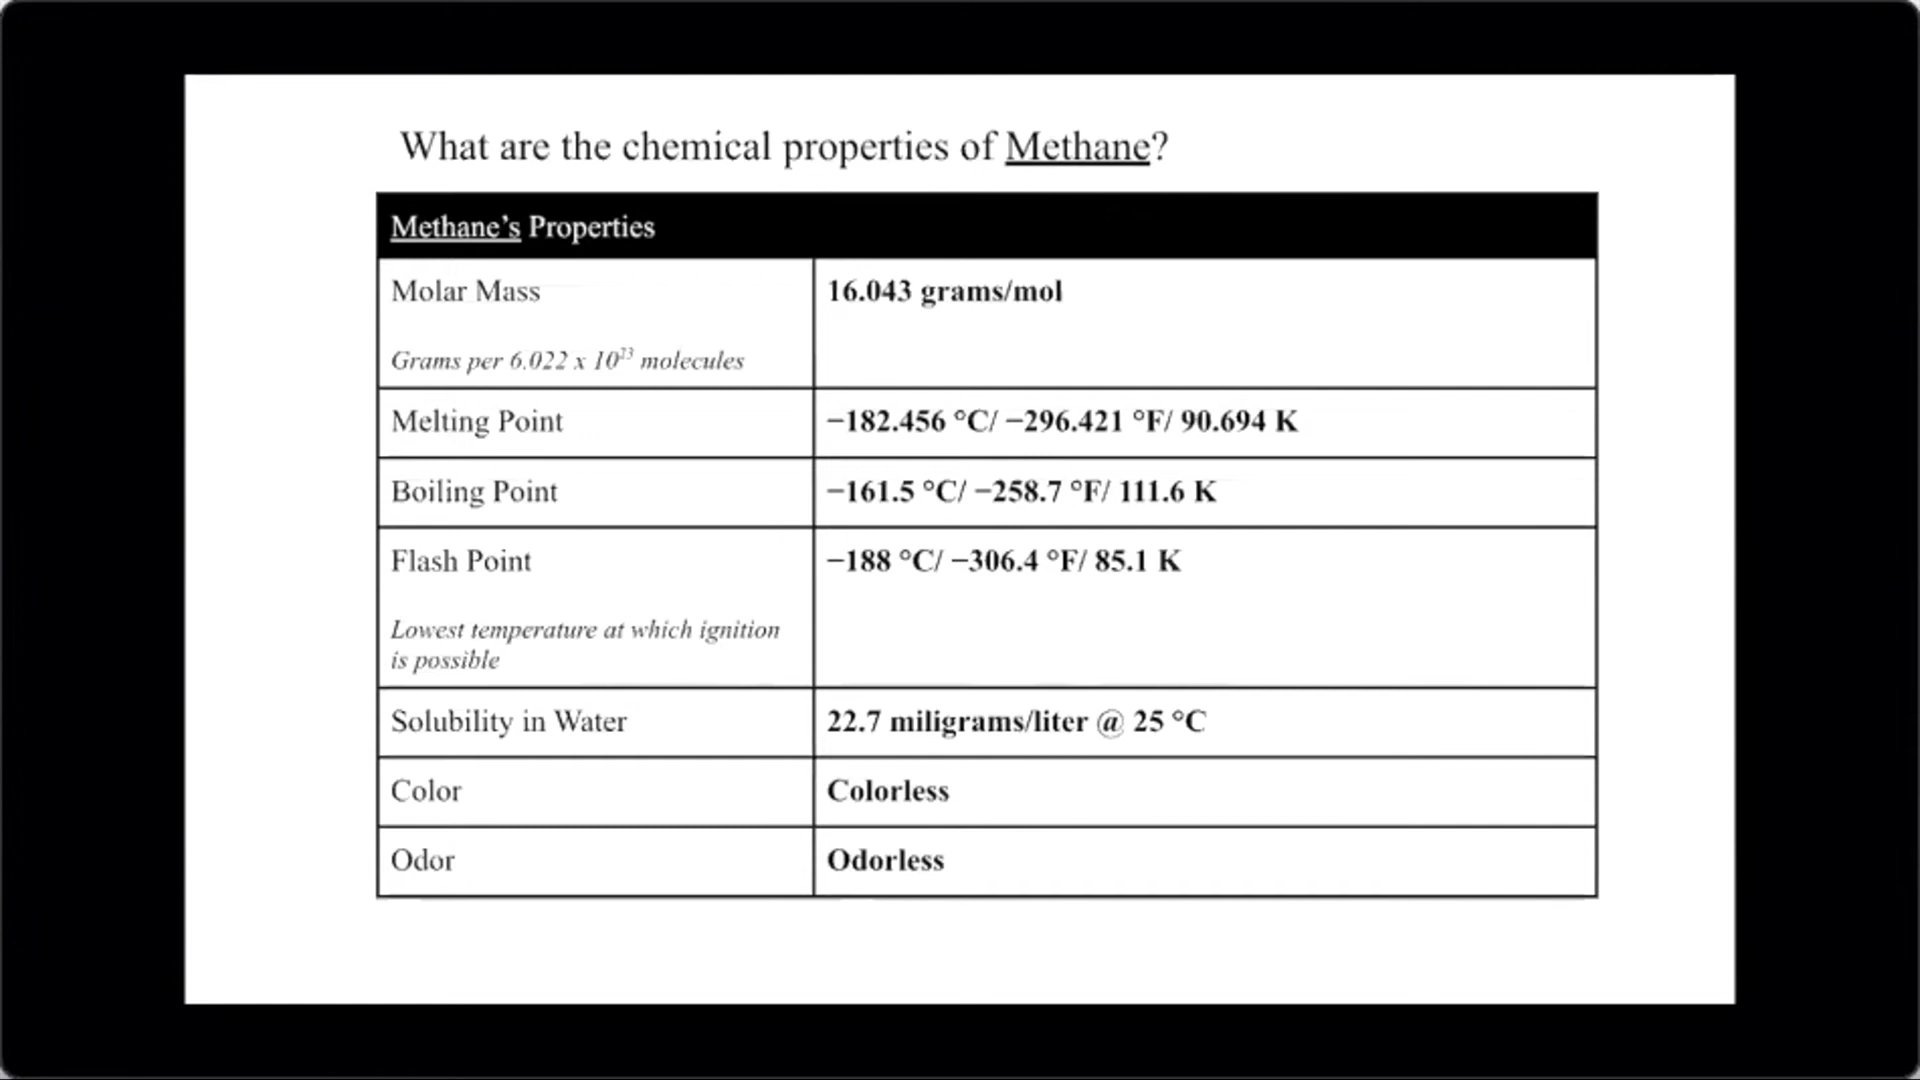 What are the chemical properties of Methane?
Methane’s Properties
Molar Mass
16.043 grams/mol
Grams per 6.022 x 10²³ molecules
Melting Point
−182.456 °C/ −296.421 °F/ 90.694 K
Boiling Point
−161.5 °C/ −258.7 °F/ 111.6 K
Flash Point
−188 °C/ −306.4 °F/ 85.1 K
Lowest temperature at which ignition
is possible
Solubility in Water
22.7 miligrams/liter @ 25 °C
Color
Colorless
Odor
Odorless